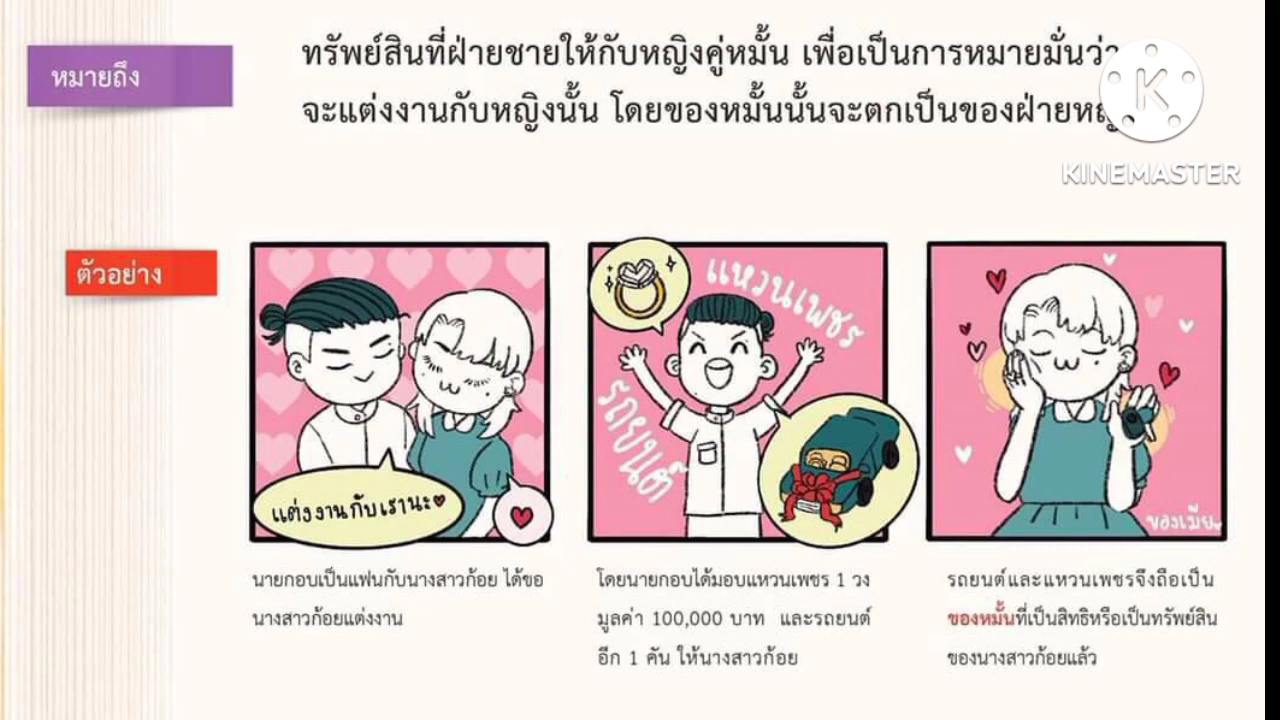 หมายถึง
ทรัพย์สินที่ฝ่ายชายให้กับหญิงคู่หมั้น เพื่อเป็นการหมายมั่นว่า
จะแต่งงานกับหญิงนั้น โดยของหมั้นนั้นจะตกเป็นของฝ่าย
K
KINEMASTER
ตัวอย่าง
แต่งงานกับเรานะ
แหวนเพชร
รถยนต์
ของเมีย
นายกอบเป็นแฟนกับนางสาวก้อย ได้ขอ
นางสาวก้อยแต่งงาน
โดยนายกอบได้มอบแหวนเพชร 1 วง
มูลค่า 100,000 บาท และรถยนต์
อีก 1 คัน ให้นางสาวก้อย
รถยนต์และแหวนเพชรจึงถือเป็น
ของหมั้นที่เป็นสิทธิหรือเป็นทรัพย์สิน
ของนางสาวก้อยแล้ว